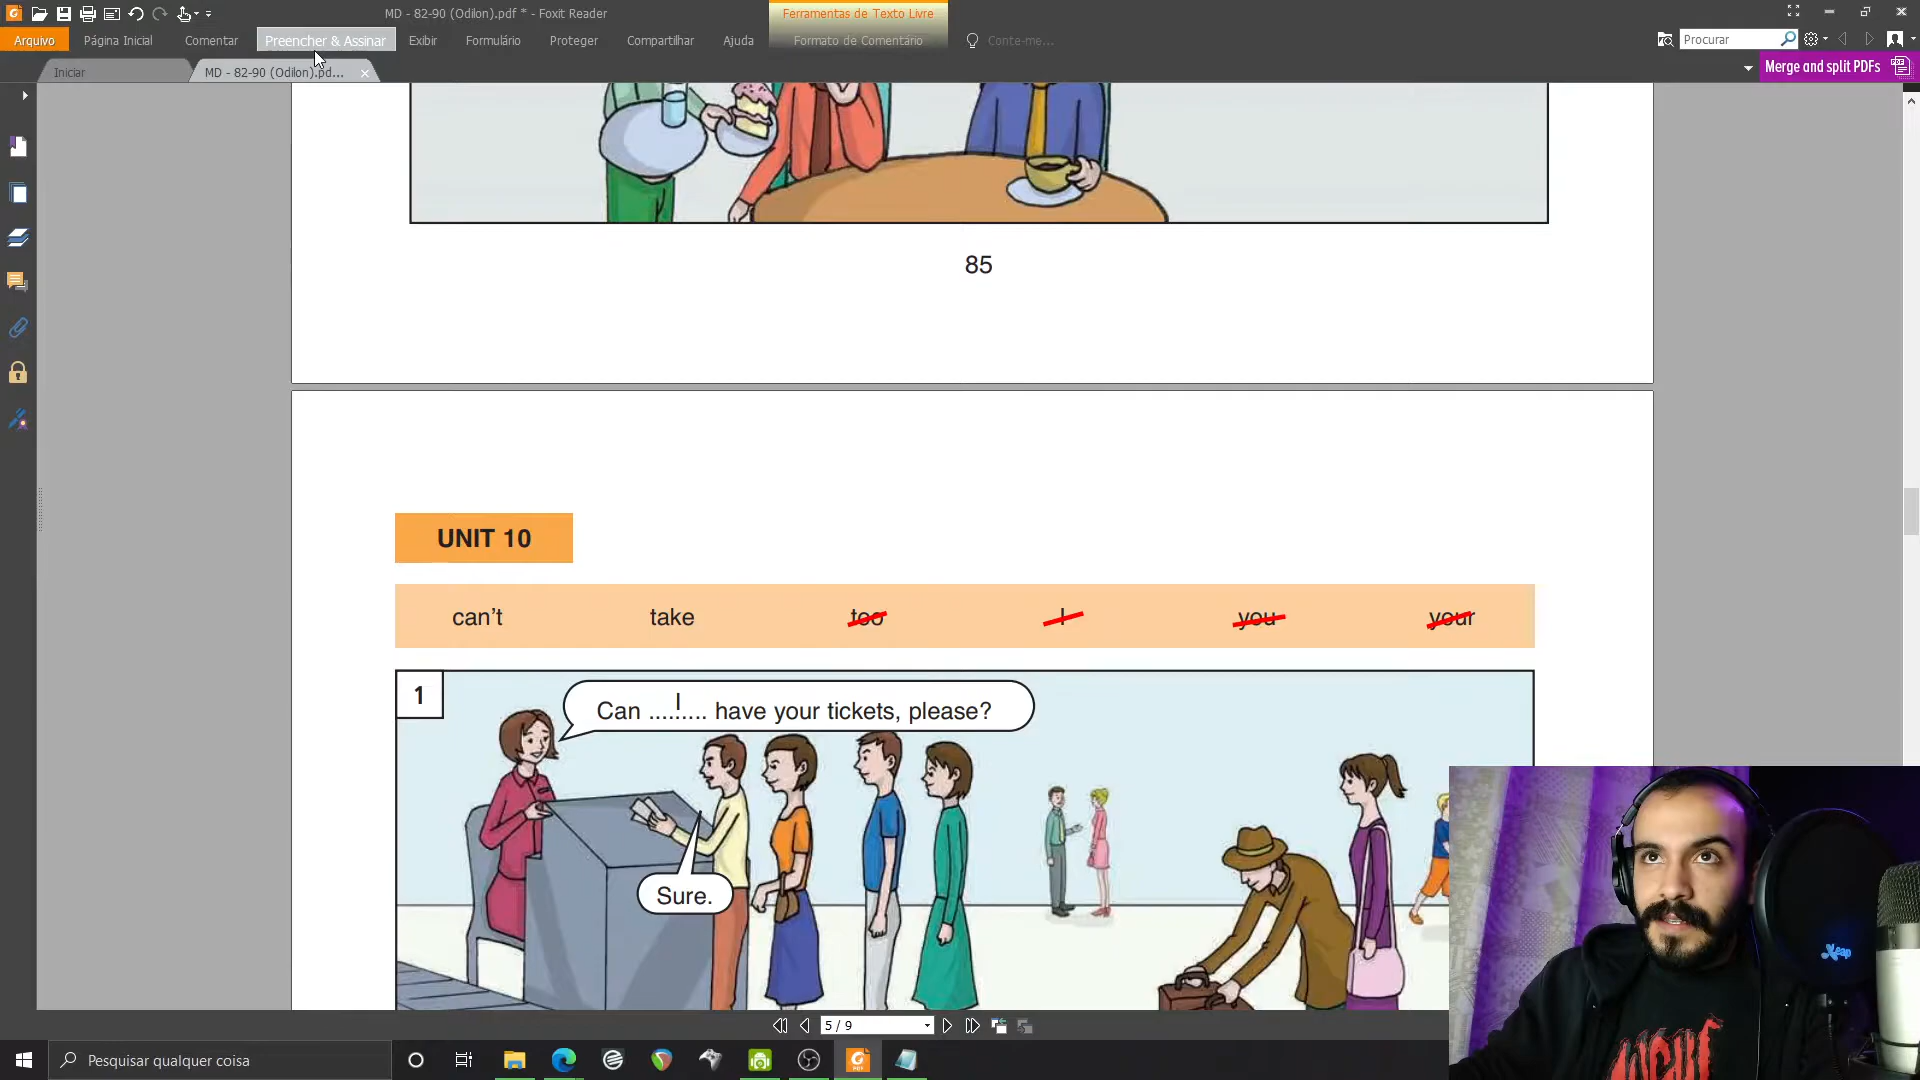 MD - 82-90 (Odilon).pdf * - Foxit Reader
Ferramentas de Texto Livre
Arquivo
Página Inicial
Comentar
Preencher & Assinar
Exibir
Formulário
Proteger
Compartilhar
Ajuda
Formato de Comentário
Conte-me...
Procurar
Iniciar
MD - 82-90 (Odilon).pd...
Merge and split PDFs
85
UNIT 10
can't take too I you your
1
Can ....I.... have your tickets, please?
Sure.
5 / 9
Pesquisar qualquer coisa